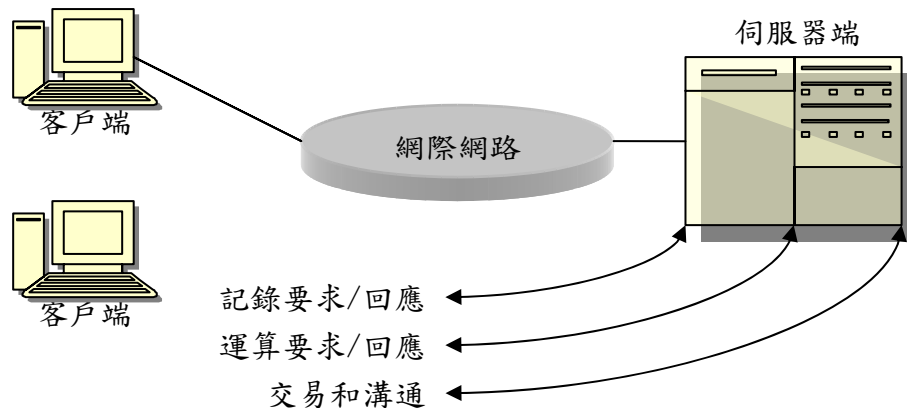 伺服器端
客戶端
網際網路
客戶端
記錄要求/回應
運算要求/回應
交易和溝通